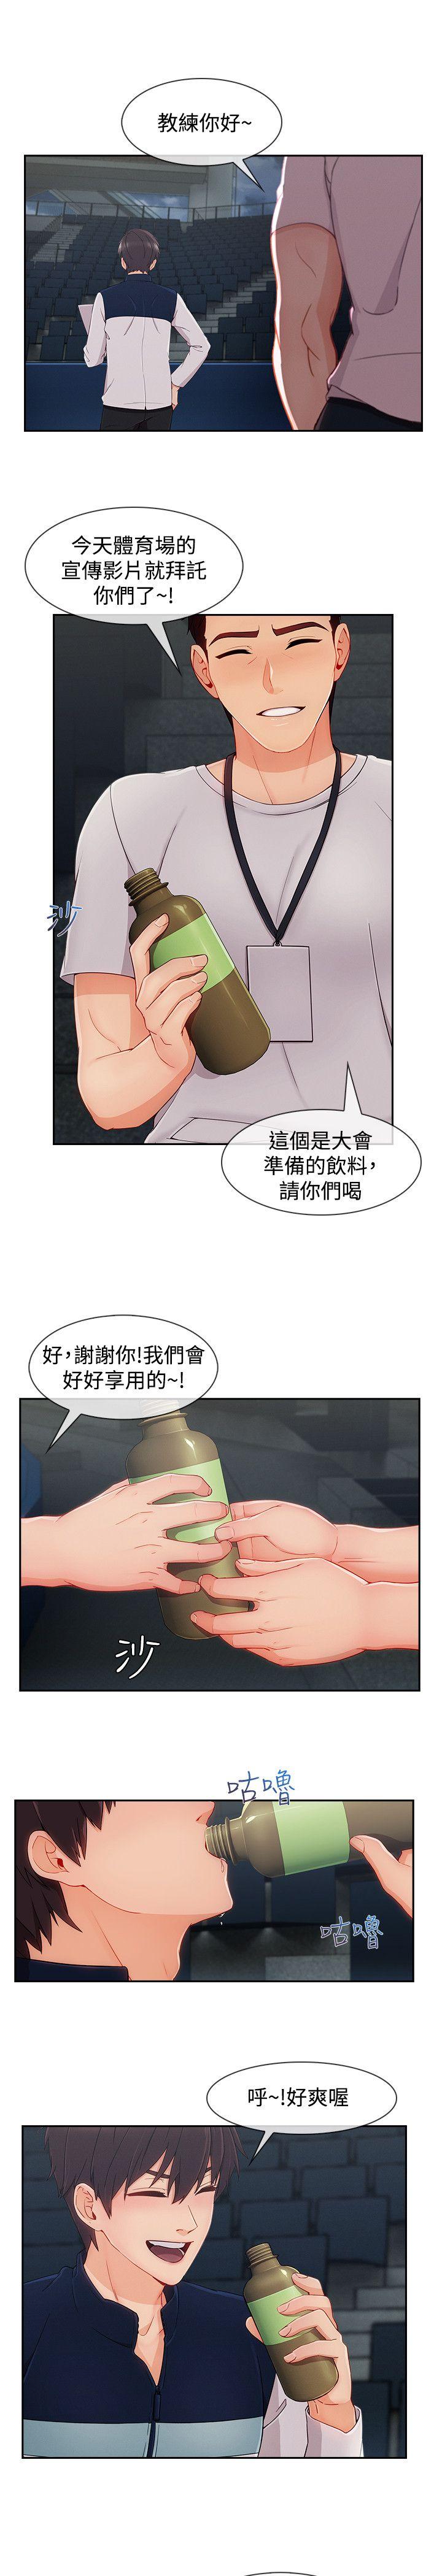 教練你好~
今天體育場的
宣傳影片就拜託
你們了~!
沙
這個是大會
準備的飲料,
請你們喝
好,謝謝你!我們會
好好享用的~!
沙
咕嚕
咕嚕
呼~!好爽喔